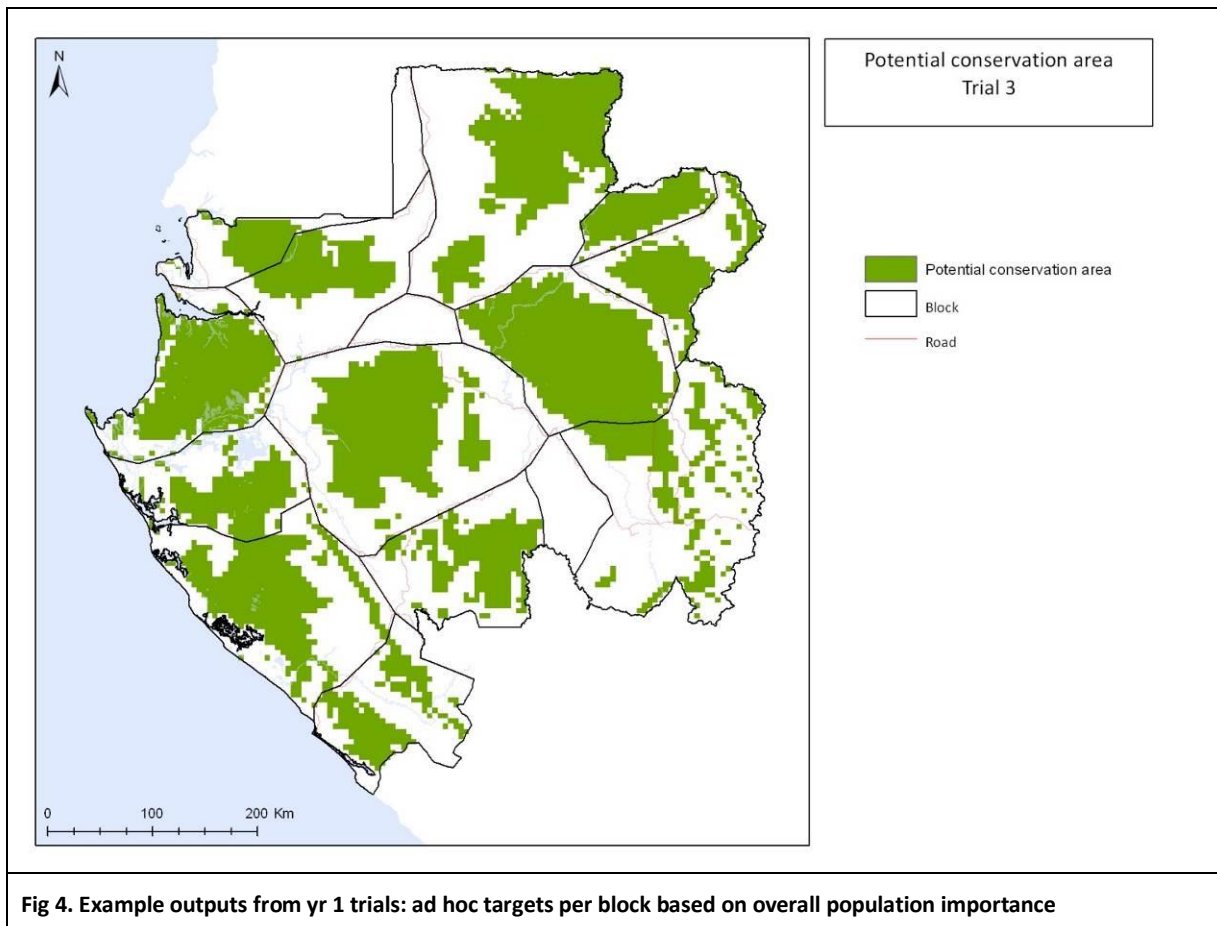 N
Potential conservation area
Trial 3
Potential conservation area
Block
Road
0 100 200 Km
Fig 4. Example outputs from yr 1 trials: ad hoc targets per block based on overall population importance